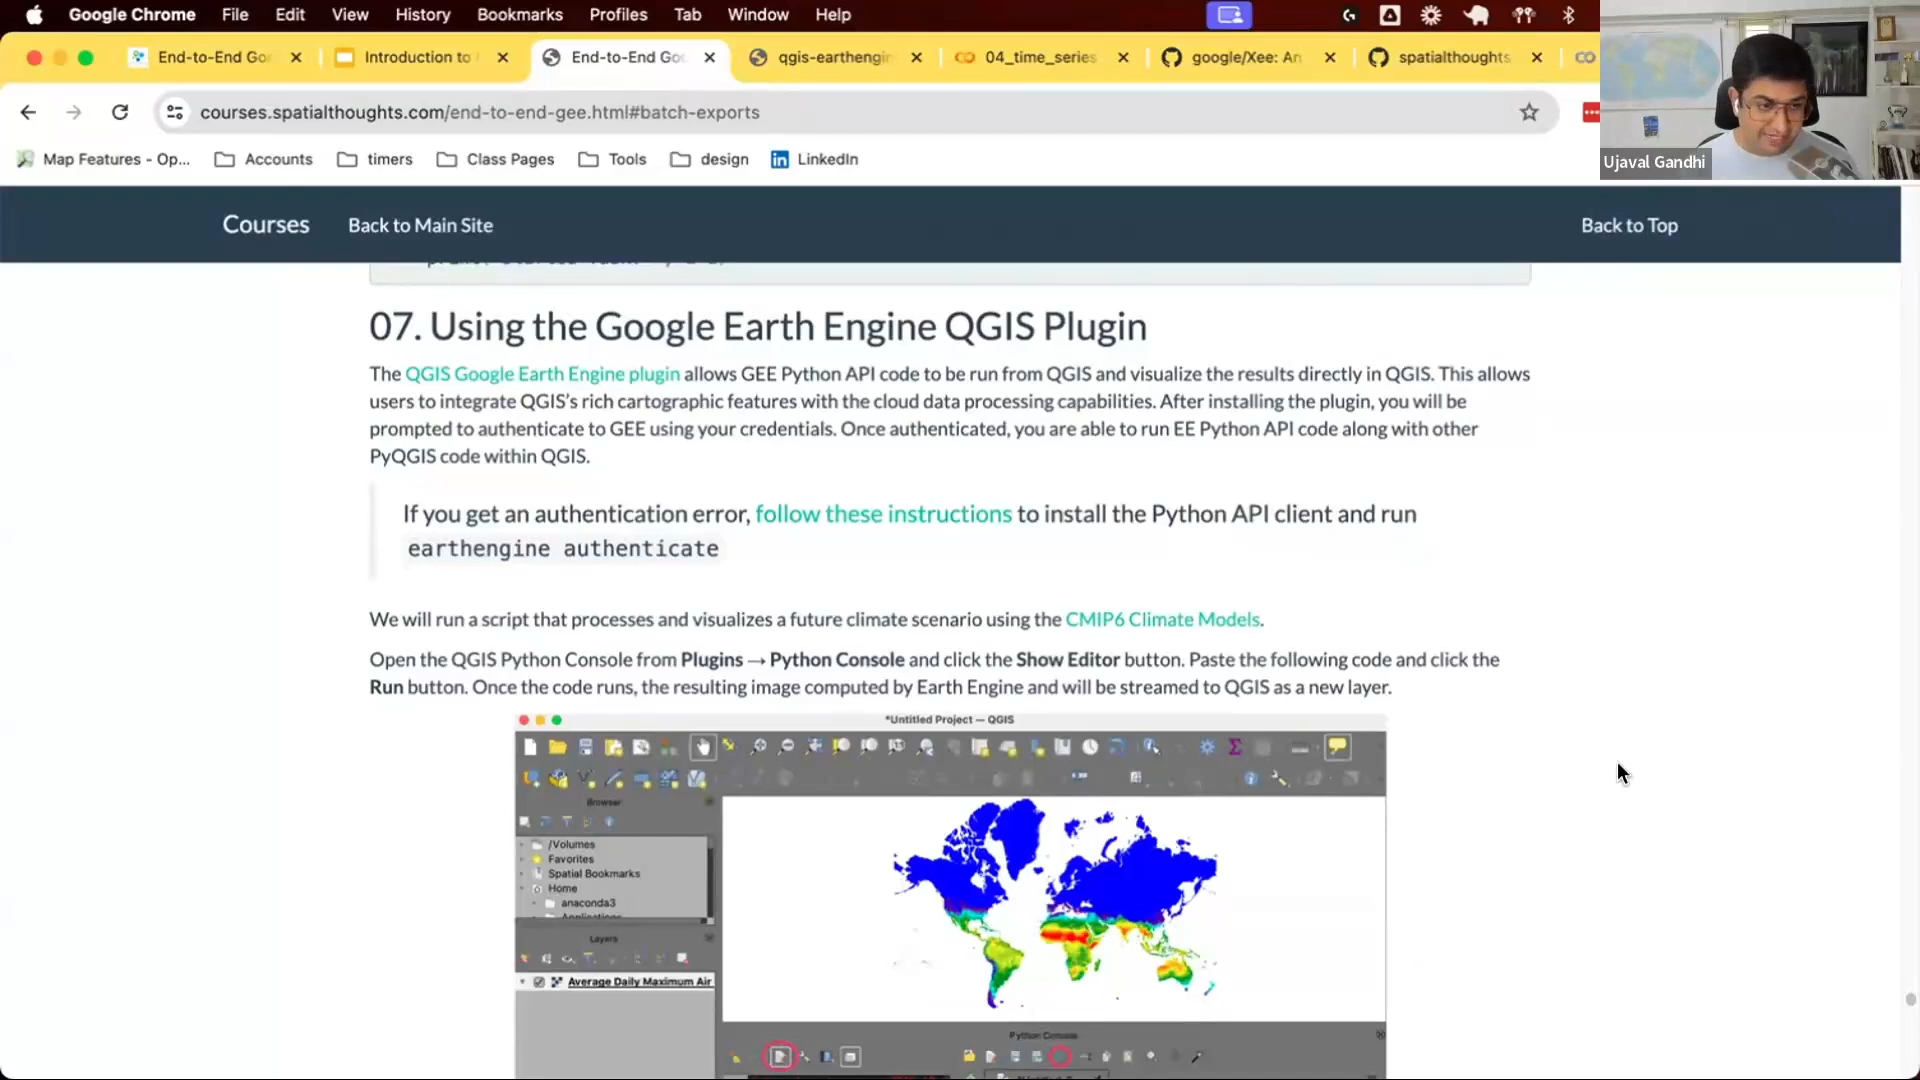 Google Chrome File Edit View History Bookmarks Profiles Tab Window Help
End-to-End Go
Introduction to
End-to-End Go
qgis-earthengin
04_time_series
google/Xee: An
spatialthoughts
courses.spatialthoughts.com/end-to-end-gee.html#batch-exports
Map Features - Op... Accounts timers Class Pages Tools design LinkedIn
Ujaval Gandhi
Courses Back to Main Site Back to Top
07. Using the Google Earth Engine QGIS Plugin
The QGIS Google Earth Engine plugin allows GEE Python API code to be run from QGIS and visualize the results directly in QGIS. This allows
users to integrate QGIS’s rich cartographic features with the cloud data processing capabilities. After installing the plugin, you will be
prompted to authenticate to GEE using your credentials. Once authenticated, you are able to run EE Python API code along with other
PyQGIS code within QGIS.
If you get an authentication error, follow these instructions to install the Python API client and run
earthengine authenticate
We will run a script that processes and visualizes a future climate scenario using the CMIP6 Climate Models.
Open the QGIS Python Console from Plugins → Python Console and click the Show Editor button. Paste the following code and click the
Run button. Once the code runs, the resulting image computed by Earth Engine and will be streamed to QGIS as a new layer.
*Untitled Project — QGIS
Browser
/Volumes
Favorites
Spatial Bookmarks
Home
anaconda3
Applications
Layers
Average Daily Maximum Air
Python Console